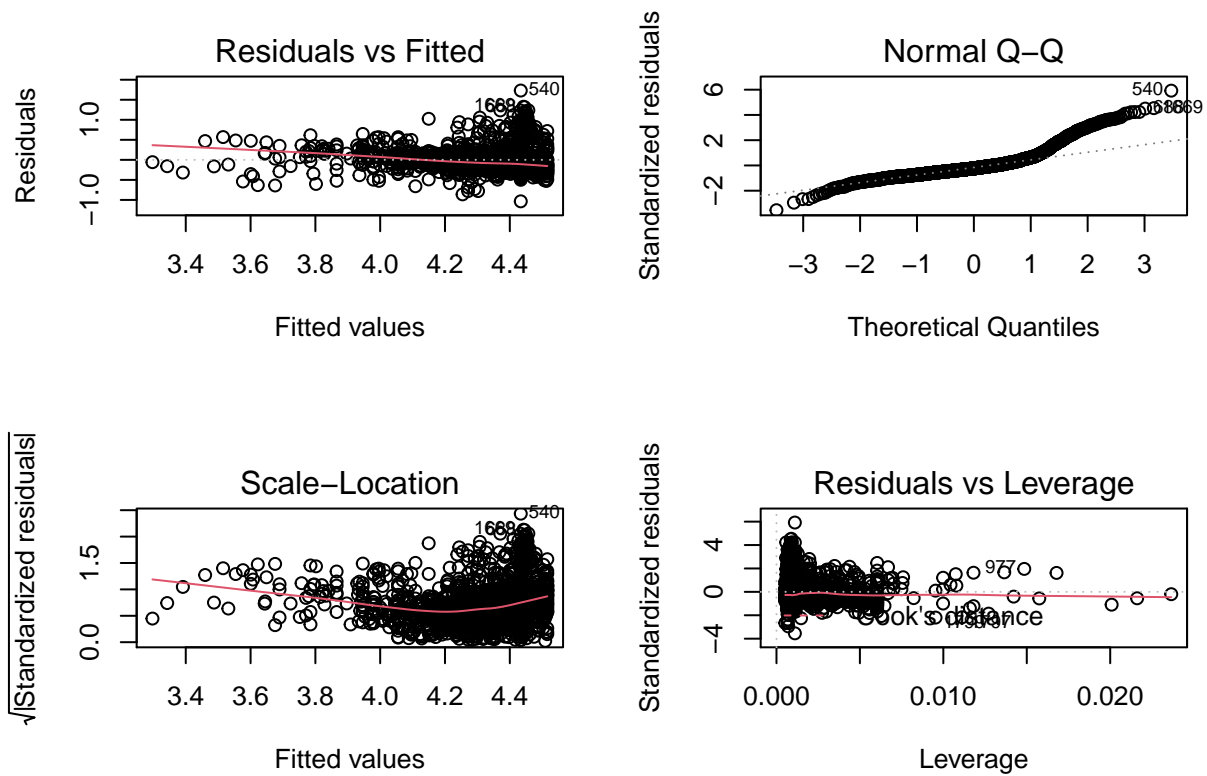 Residuals vs Fitted
Residuals
1.0
−1.0
540
3.4 3.6 3.8 4.0 4.2 4.4
Fitted values
Normal Q−Q
Standardized residuals
6
2
−2
540
−3 −2 −1 0 1 2 3
Theoretical Quantiles
Scale−Location
√|Standardized residuals|
1.5
0.0
540
3.4 3.6 3.8 4.0 4.2 4.4
Fitted values
Residuals vs Leverage
Standardized residuals
4
0
−4
977
distance
0.000 0.010 0.020
Leverage